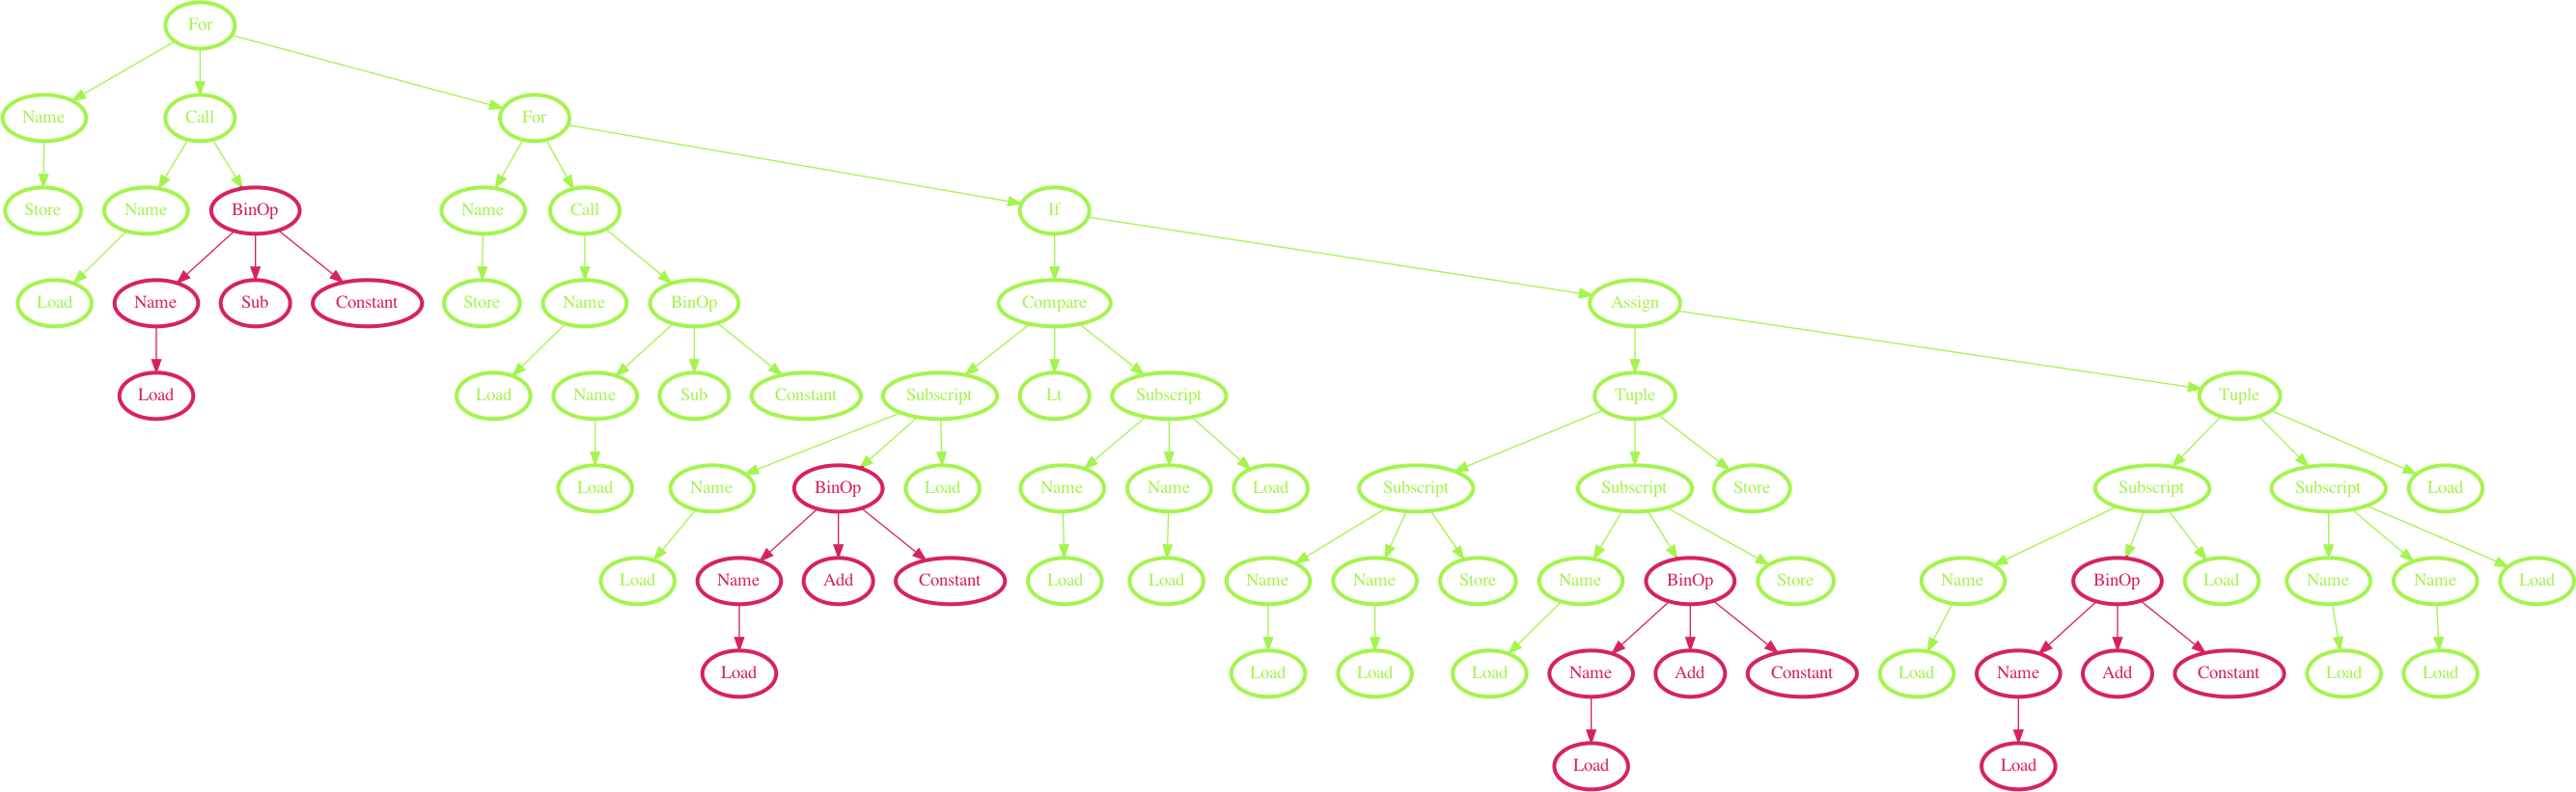 For
Name Call For
Store Name BinOp Name Call If
Load Name Sub Constant Store Name BinOp Compare Assign
Load Load Name Sub Constant Subscript Lt Subscript Tuple Tuple
Load Name BinOp Load Name Name Load Subscript Subscript Store Subscript Subscript Load
Load Name Add Constant Load Load Name Name Store Name BinOp Store Name BinOp Load Name Name Load
Load Load Load Load Name Add Constant Load Name Add Constant Load Load
Load Load